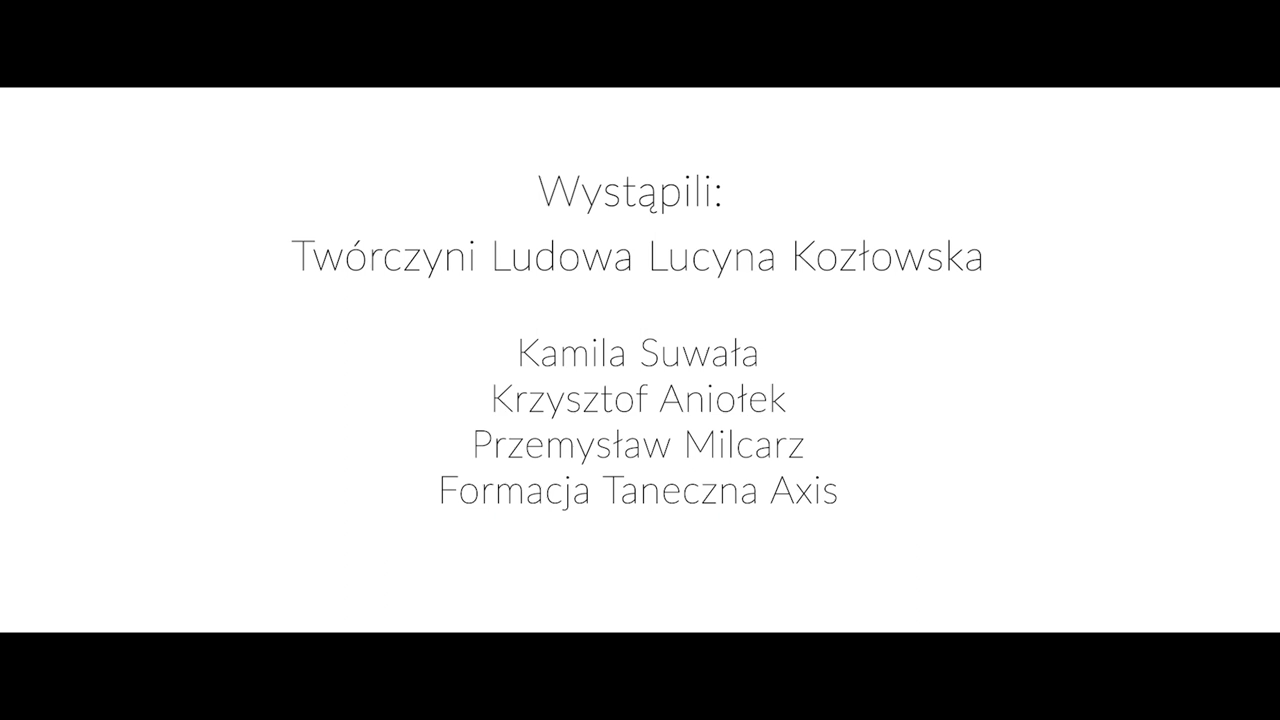 Wystąpili:
Twórczyni Ludowa Lucyna Kozłowska
Kamila Suwała
Krzysztof Aniołek
Przemysław Milcarz
Formacja Taneczna Axis